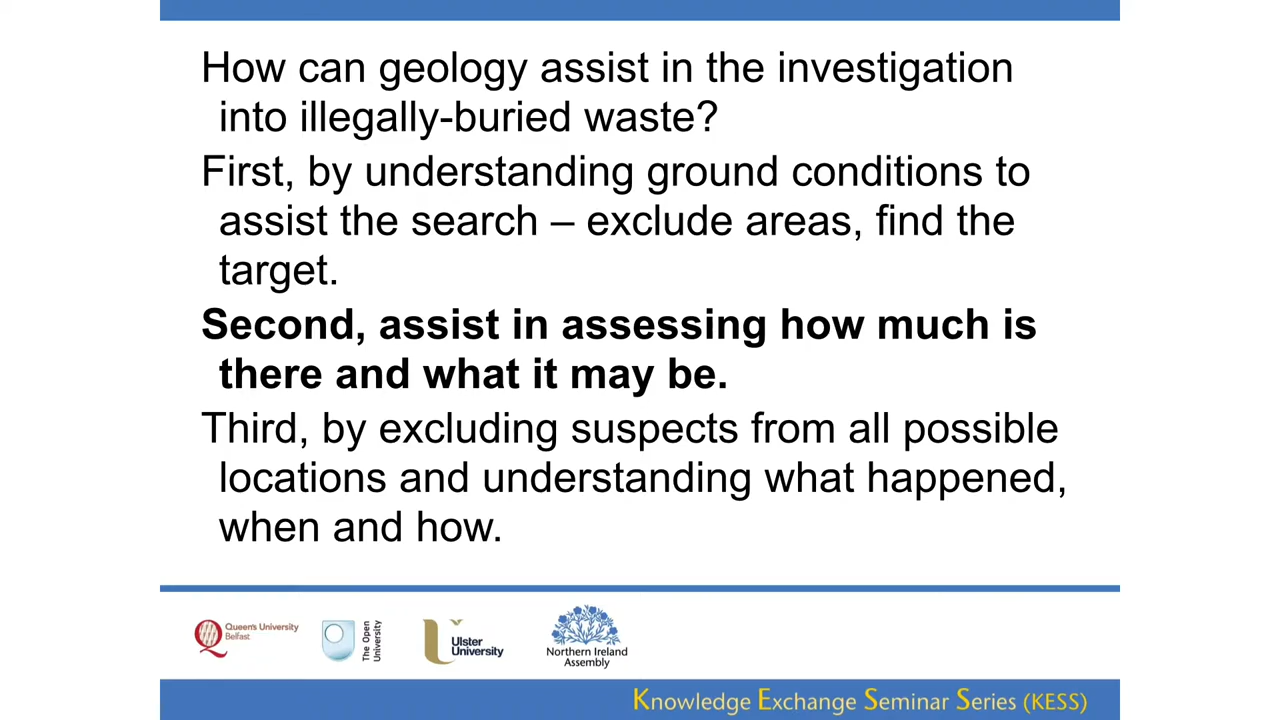 How can geology assist in the investigation
into illegally-buried waste?
First, by understanding ground conditions to
assist the search – exclude areas, find the
target.
Second, assist in assessing how much is
there and what it may be.
Third, by excluding suspects from all possible
locations and understanding what happened,
when and how.
Queen's University
Belfast
The Open
University
Ulster
University
Northern Ireland
Assembly
Knowledge Exchange Seminar Series (KESS)